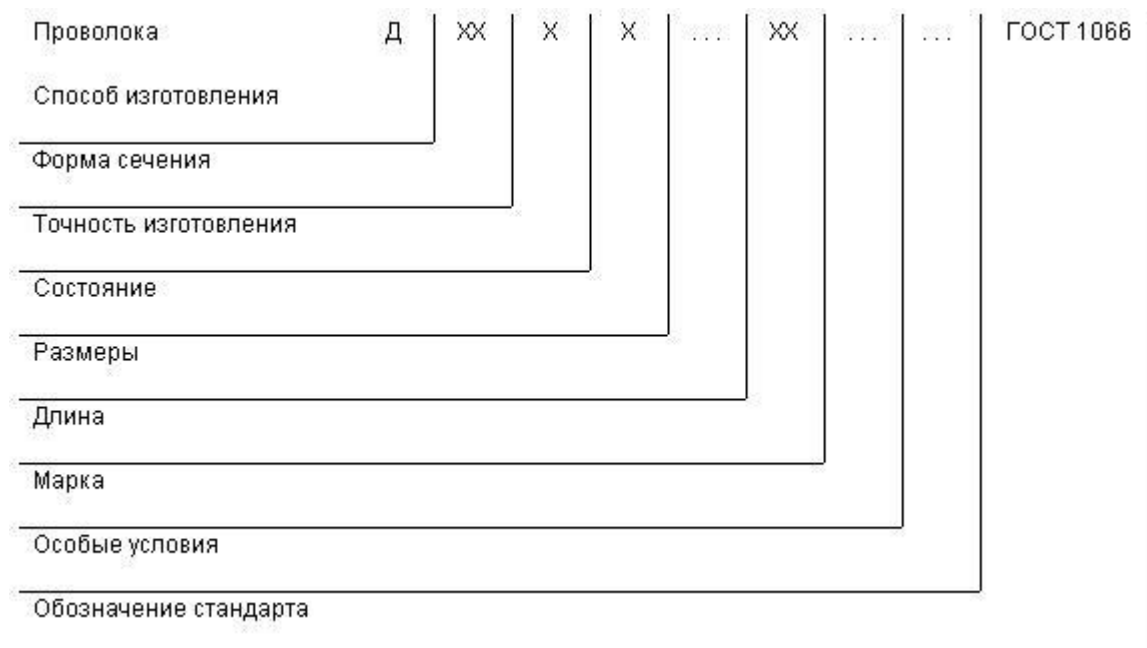 Проволока Д XX X X ... XX ... ... ГОСТ 1066
Способ изготовления
Форма сечения
Точность изготовления
Состояние
Размеры
Длина
Марка
Особые условия
Обозначение стандарта